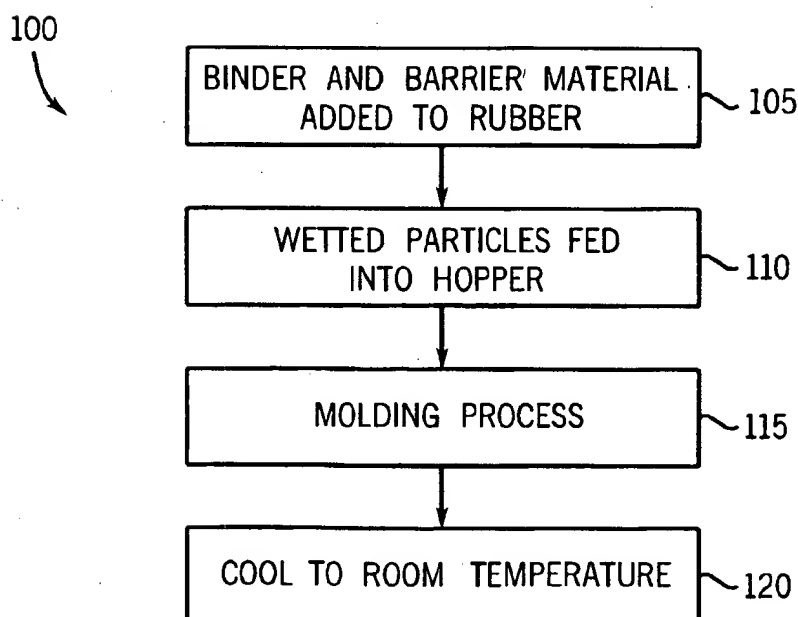 100
BINDER AND BARRIER MATERIAL
ADDED TO RUBBER
105
WETTED PARTICLES FED
INTO HOPPER
110
MOLDING PROCESS
115
COOL TO ROOM TEMPERATURE
120